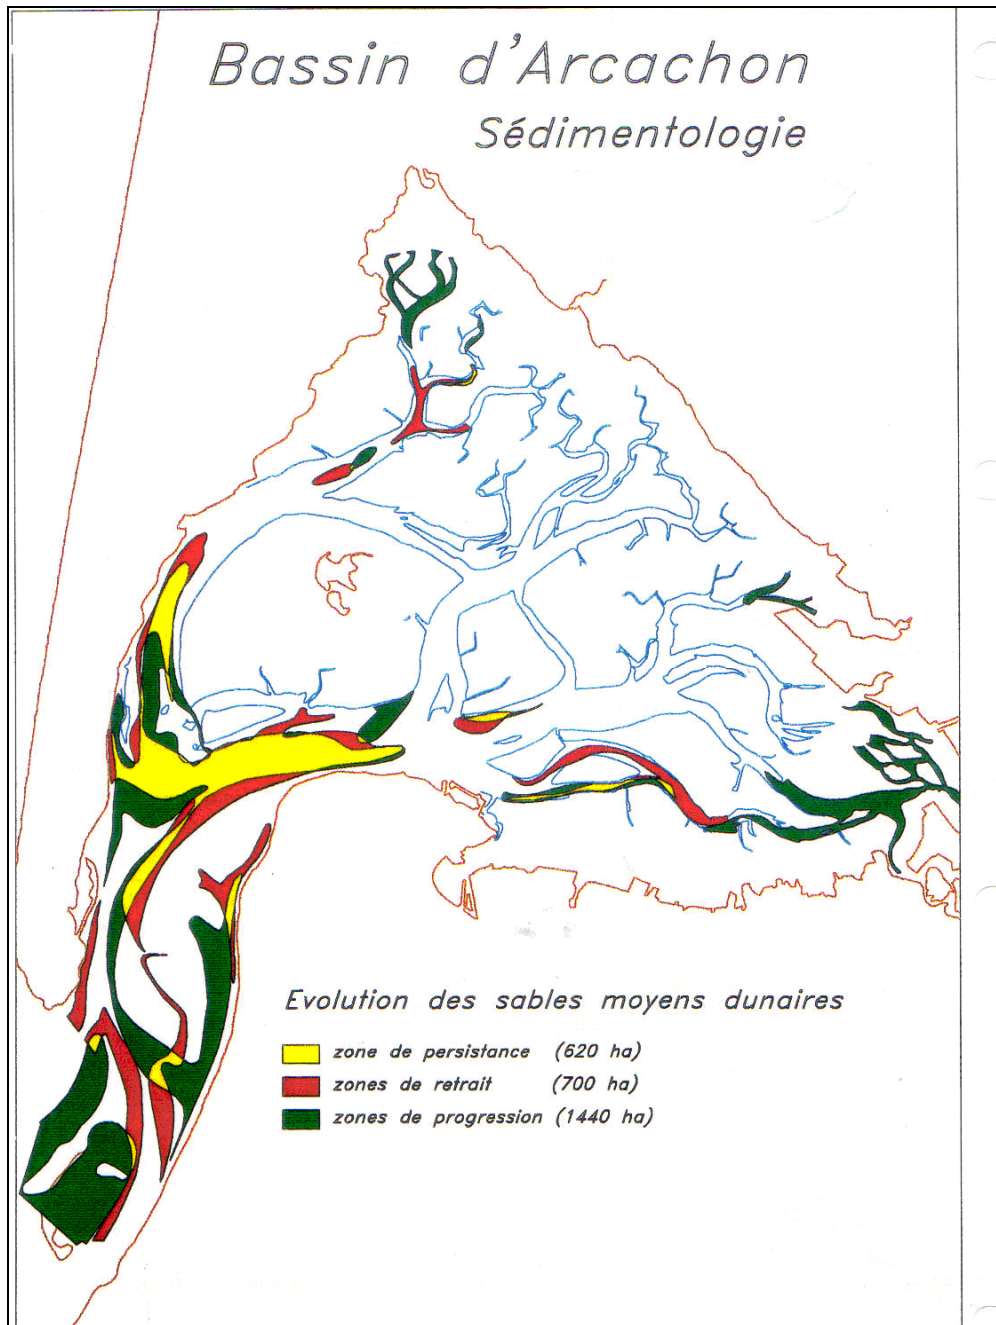 Bassin d'Arcachon
Sédimentologie
Evolution des sables moyens dunaires
zone de persistance (620 ha)
zones de retrait (700 ha)
zones de progression (1440 ha)